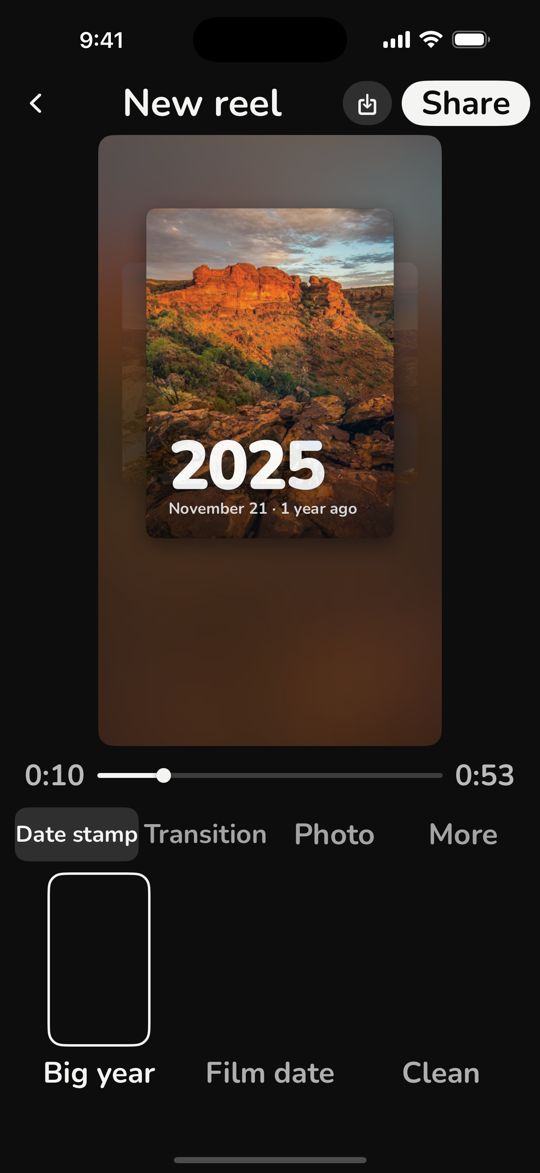 9:41
New reel
Share
2025
November 21 · 1 year ago
0:10
0:53
Date stamp
Transition
Photo
More
Big year
Film date
Clean